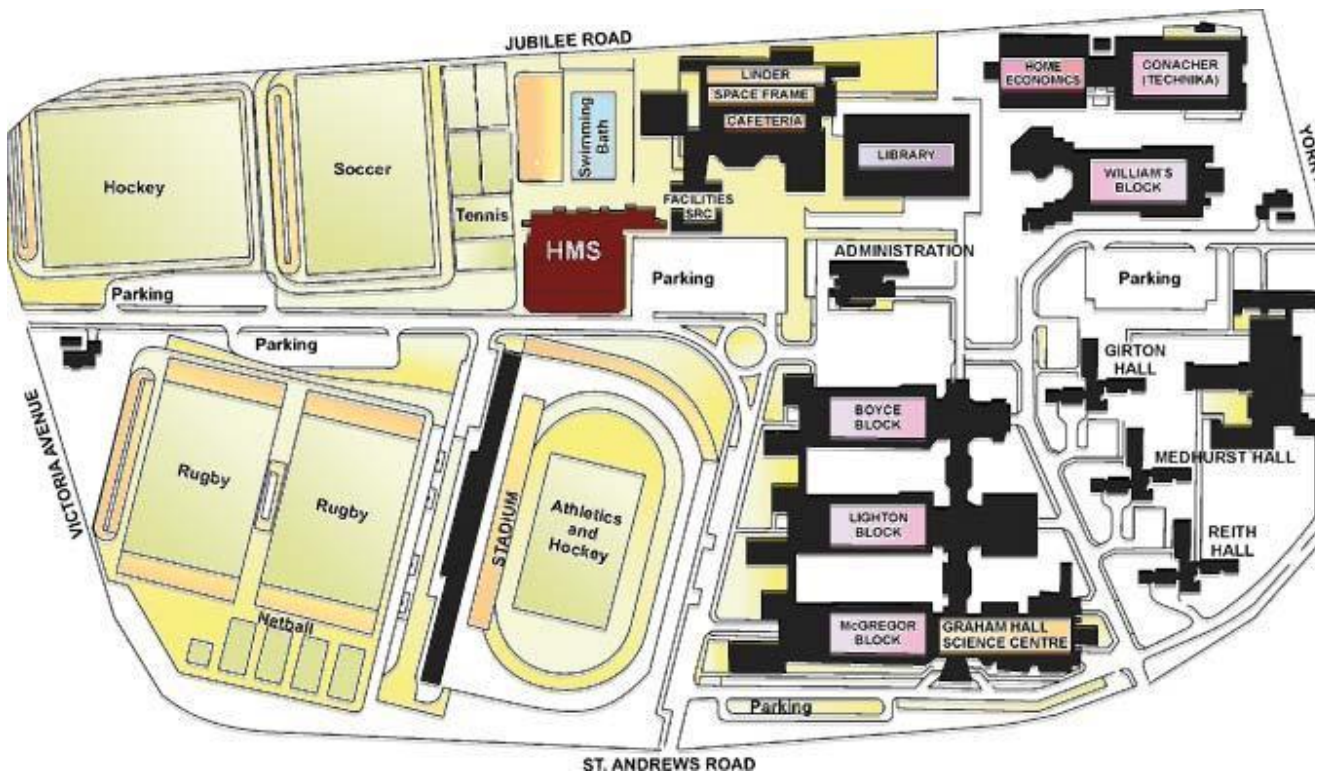 JUBILEE ROAD
LINDER
SPACE FRAME
CAFETERIA
HOME
ECONOMICS
CONACHER
(TECHNIKA)
Hockey
Soccer
Swimming
Bath
LIBRARY
YORK
WILLIAM'S
BLOCK
Tennis
FACILITIES
SRC
HMS
ADMINISTRATION
Parking
Parking
Parking
Parking
GIRTON
HALL
VICTORIA AVENUE
BOYCE
BLOCK
MEDHURST HALL
Rugby
Rugby
STADIUM
Athletics
and
Hockey
LIGHTON
BLOCK
REITH
HALL
Netball
McGREGOR
BLOCK
GRAHAM HALL
SCIENCE CENTRE
Parking
ST. ANDREWS ROAD